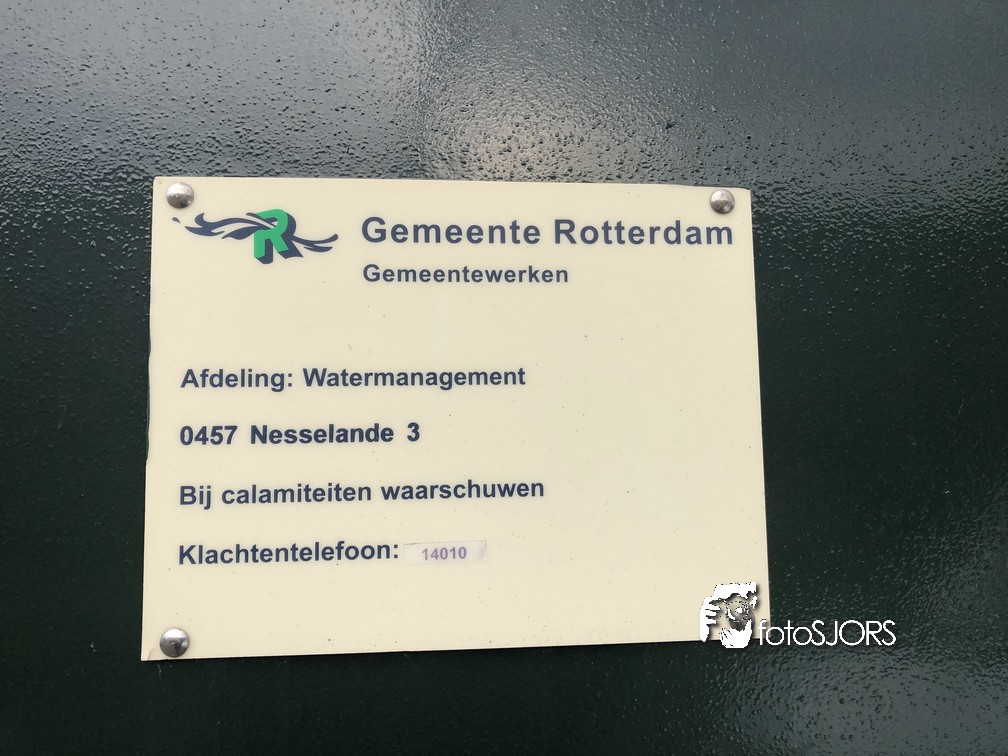 R
Gemeente Rotterdam
Gemeentewerken
Afdeling: Watermanagement
0457 Nesselande 3
Bij calamiteiten waarschuwen
Klachtentelefoon: 14010
fotoSJORS